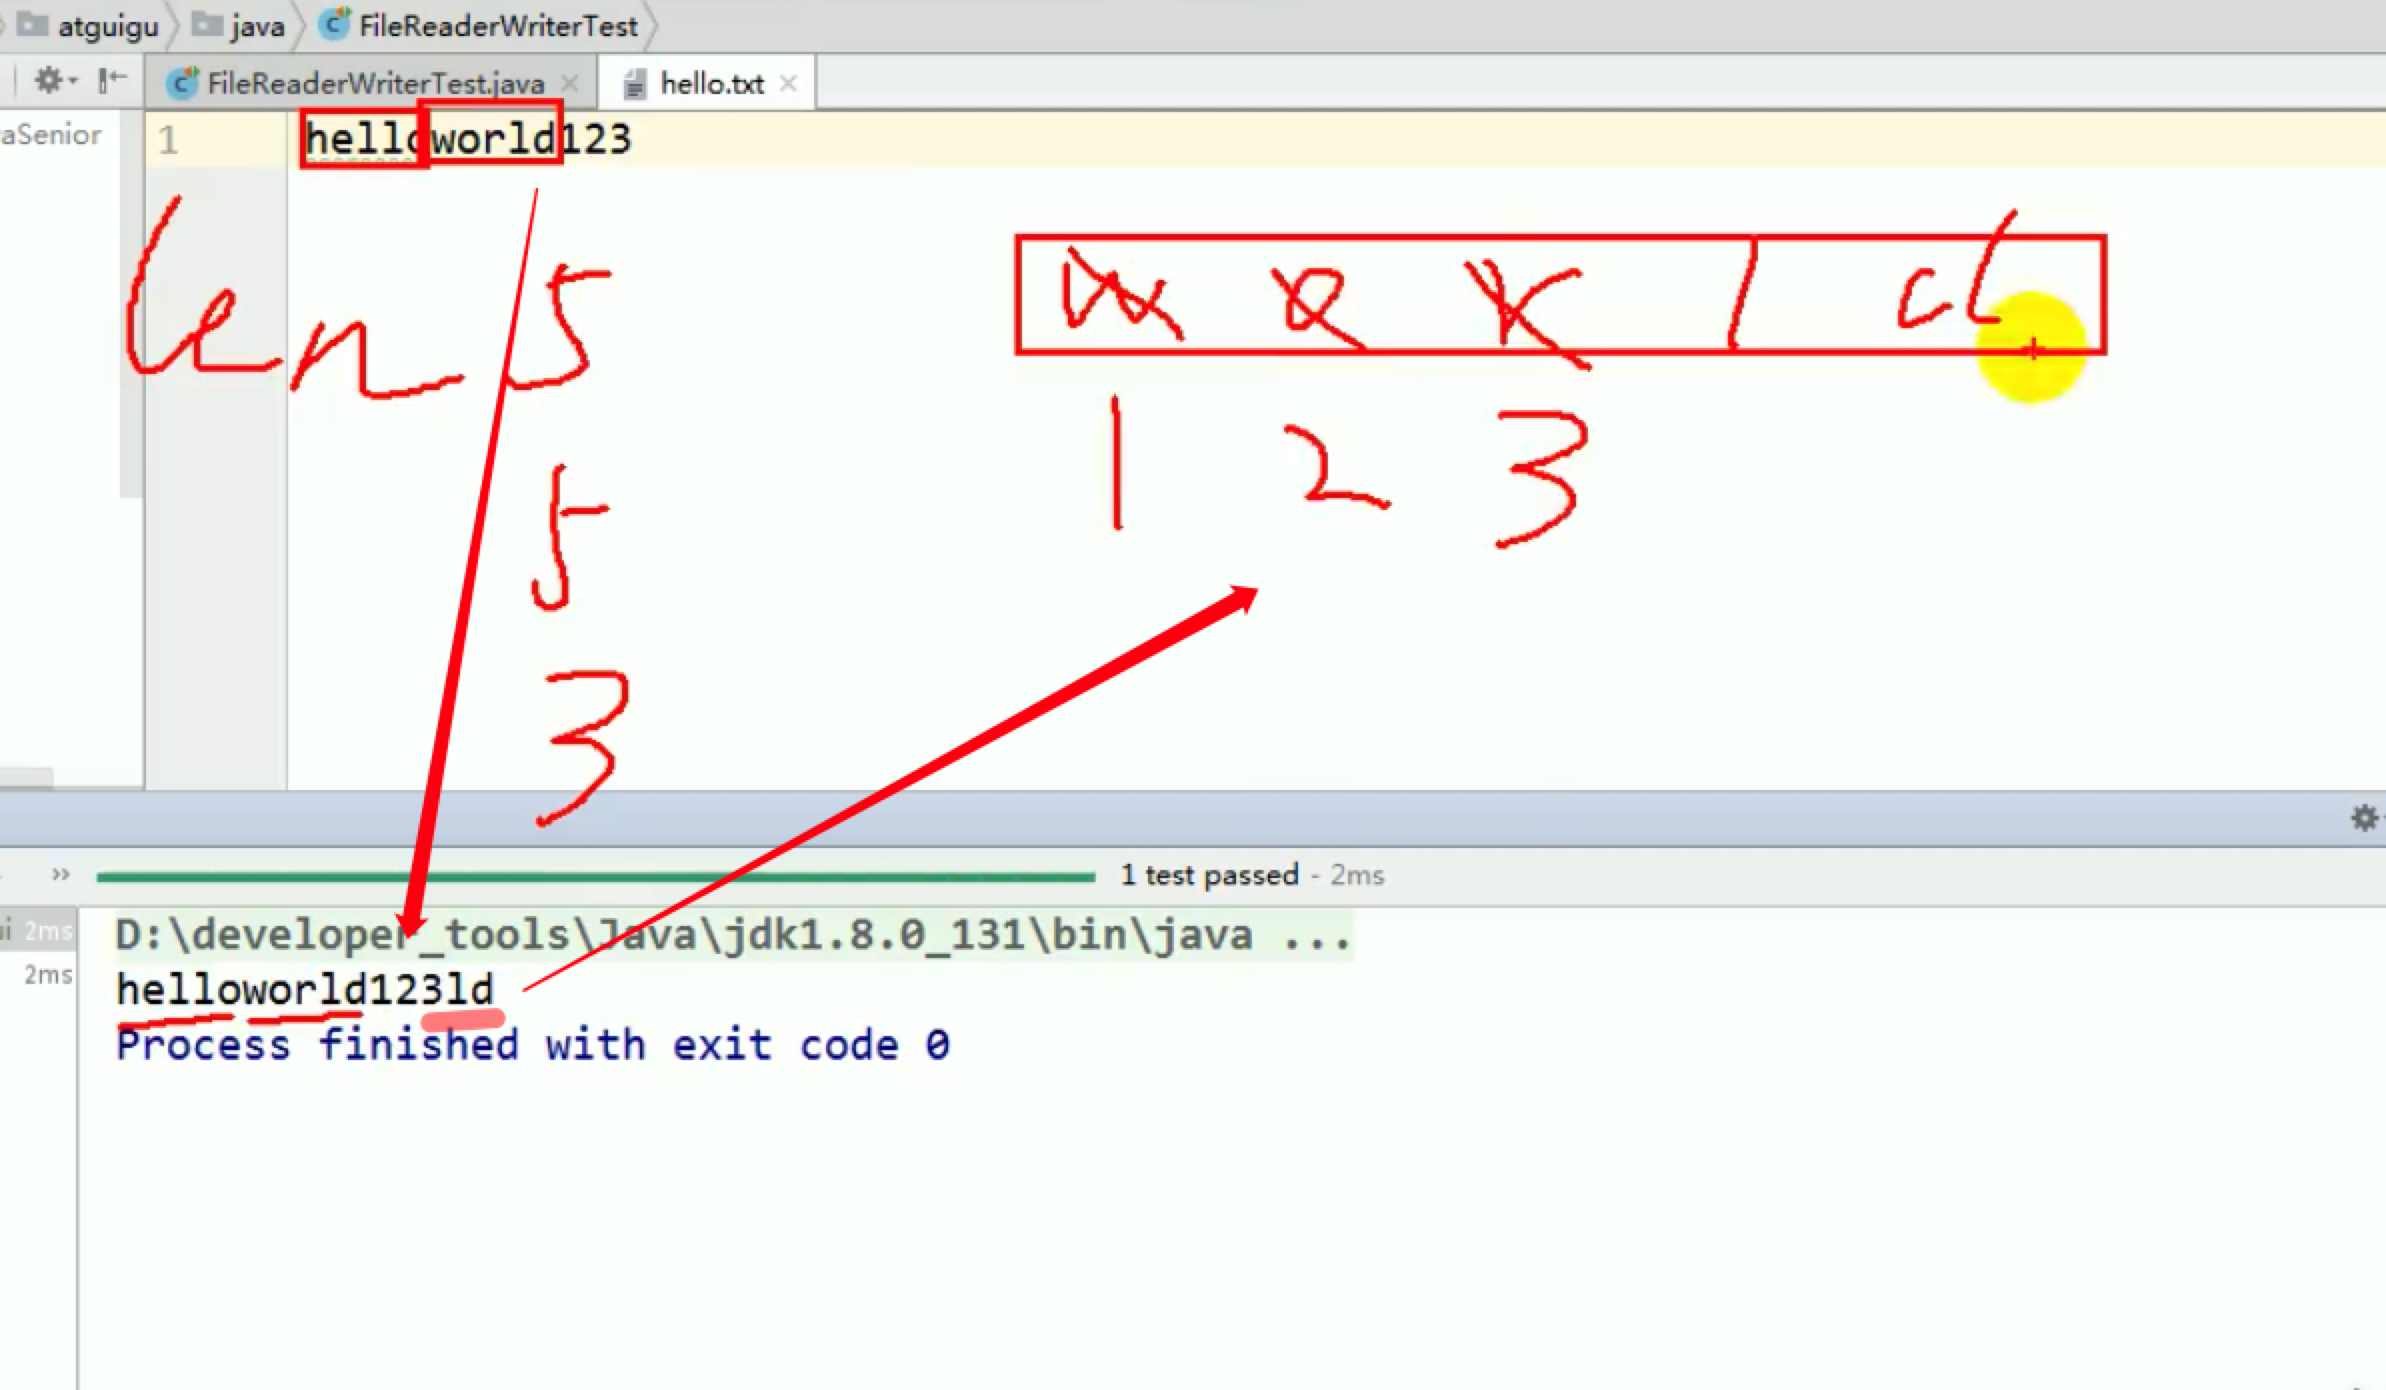 atguigu java FileReaderWriterTest
FileReaderWriterTest.java hello.txt
aSenior
1 helloworld123
len 5
w o r l d
1 2 3
5
3
1 test passed - 2ms
2ms D:\developer_tools\Java\jdk1.8.0_131\bin\java ...
2ms helloworld123ld
Process finished with exit code 0